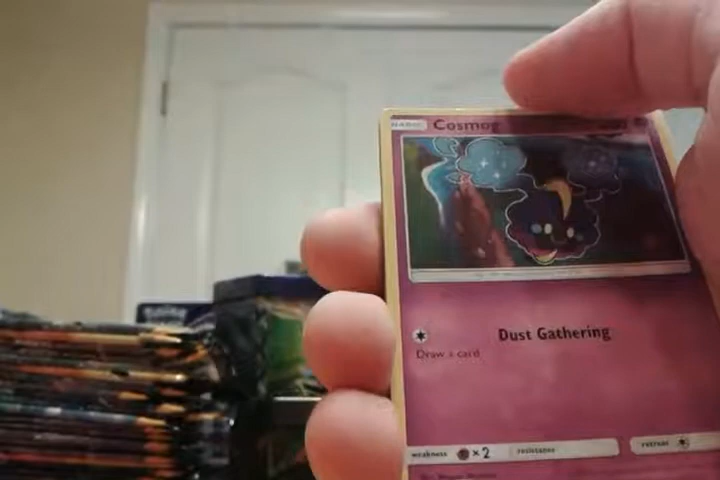 BASIC Cosmog
Dust Gathering
Draw a card
weakness ×2 resistance retreat